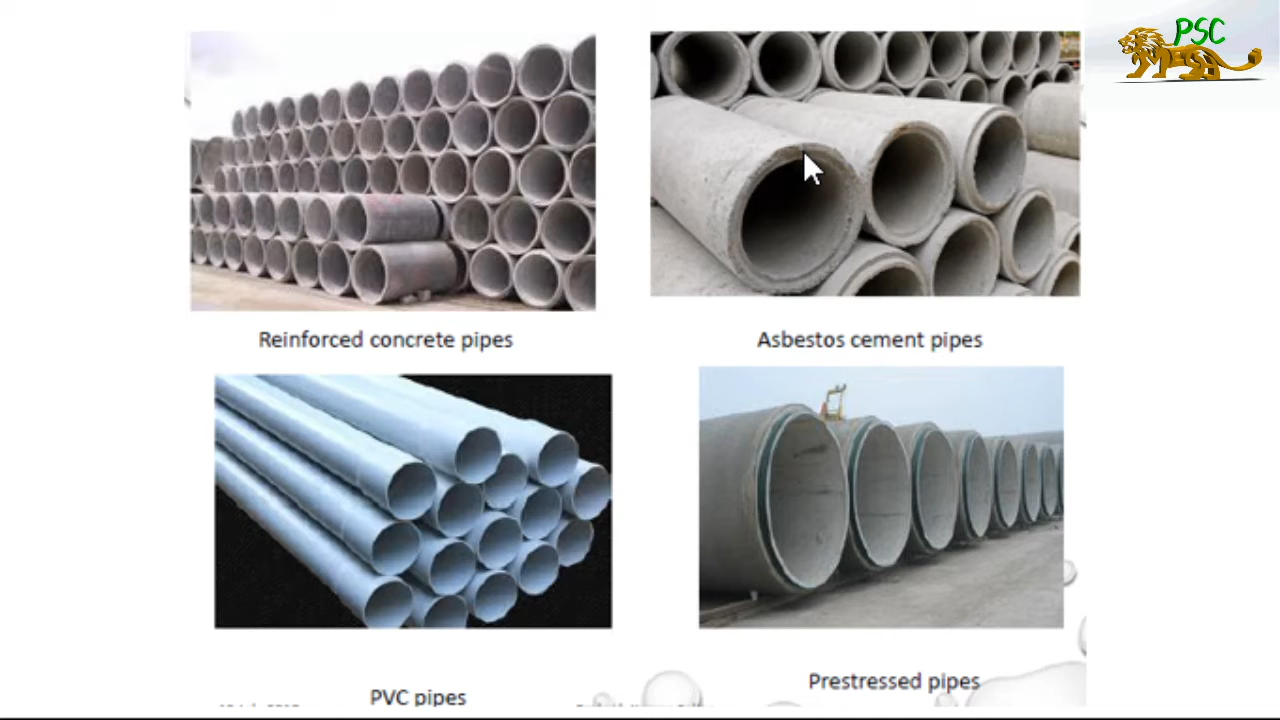 PSC
Reinforced concrete pipes
Asbestos cement pipes
PVC pipes
Prestressed pipes